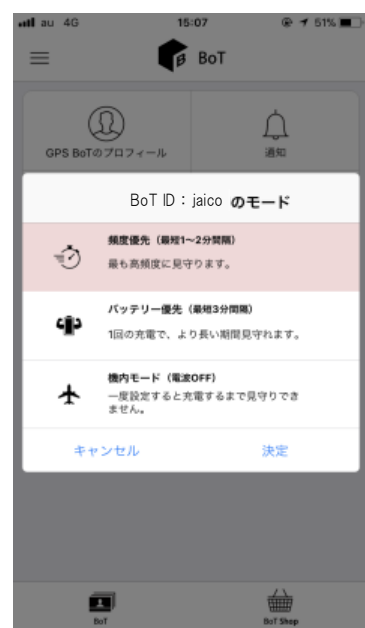 au 4G 15:07 51%
BoT
GPS BoTのプロフィール 通知
BoT ID：jaico のモード
頻度優先（最短1~2分間隔）
最も高頻度に見守ります。
バッテリー優先（最短3分間隔）
1回の充電で、より長い期間見守れます。
機内モード（電波OFF）
一度設定すると充電するまで見守りでき
ません。
キャンセル 決定
BoT BoT Shop